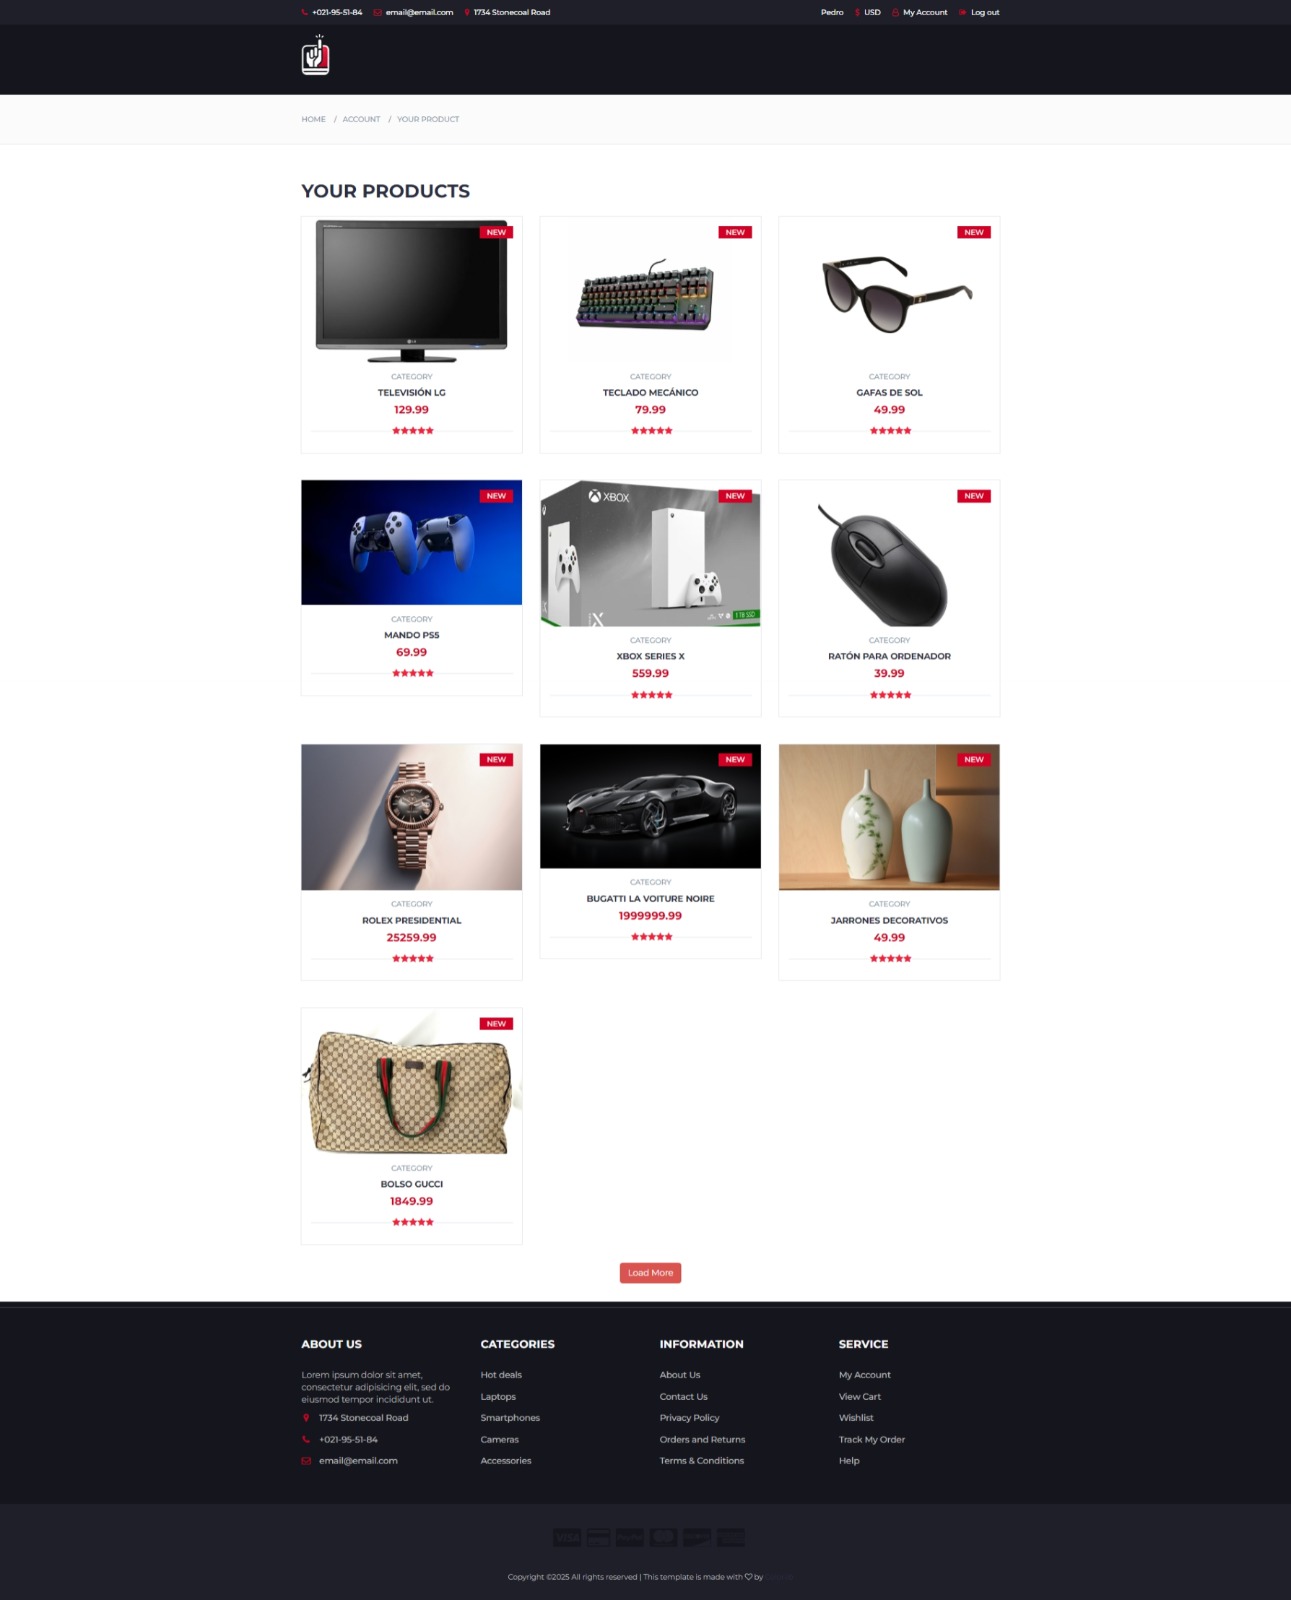 +021-95-51-84 email@email.com 1734 Stonecoal Road Pedro $ USD My Account Log out
HOME / ACCOUNT / YOUR PRODUCT
YOUR PRODUCTS
NEW NEW NEW
CATEGORY CATEGORY CATEGORY
TELEVISIÓN LG TECLADO MECÁNICO GAFAS DE SOL
129.99 79.99 49.99
NEW XBOX NEW NEW
1TB SSD
CATEGORY
MANDO PS5
69.99
CATEGORY CATEGORY
XBOX SERIES X RATÓN PARA ORDENADOR
559.99 39.99
NEW NEW NEW
CATEGORY
BUGATTI LA VOITURE NOIRE
1999999.99
CATEGORY CATEGORY
ROLEX PRESIDENTIAL JARRONES DECORATIVOS
25259.99 49.99
NEW
CATEGORY
BOLSO GUCCI
1849.99
Load More
ABOUT US
Lorem ipsum dolor sit amet,
consectetur adipisicing elit, sed do
eiusmod tempor incididunt ut.
1734 Stonecoal Road
+021-95-51-84
email@email.com
CATEGORIES
Hot deals
Laptops
Smartphones
Cameras
Accessories
INFORMATION
About Us
Contact Us
Privacy Policy
Orders and Returns
Terms & Conditions
SERVICE
My Account
View Cart
Wishlist
Track My Order
Help
VISA PayPal
Copyright ©2025 All rights reserved | This template is made with ♡ by